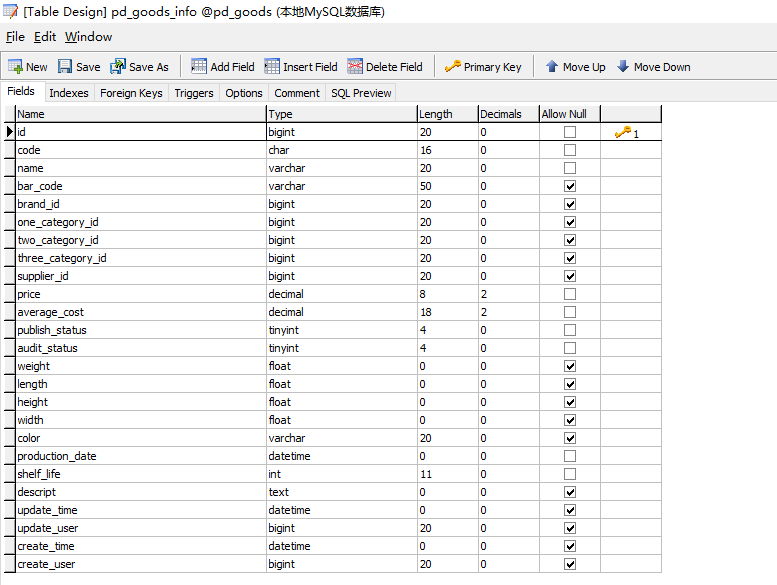 [Table Design] pd_goods_info @pd_goods (本地MySQL数据库)
File Edit Window
New Save Save As Add Field Insert Field Delete Field Primary Key Move Up Move Down
Fields Indexes Foreign Keys Triggers Options Comment SQL Preview
Name Type Length Decimals Allow Null
id bigint 20 0 1
code char 16 0
name varchar 20 0
bar_code varchar 50 0
brand_id bigint 20 0
one_category_id bigint 20 0
two_category_id bigint 20 0
three_category_id bigint 20 0
supplier_id bigint 20 0
price decimal 8 2
average_cost decimal 18 2
publish_status tinyint 4 0
audit_status tinyint 4 0
weight float 0 0
length float 0 0
height float 0 0
width float 0 0
color varchar 20 0
production_date datetime 0 0
shelf_life int 11 0
descript text 0 0
update_time datetime 0 0
update_user bigint 20 0
create_time datetime 0 0
create_user bigint 20 0